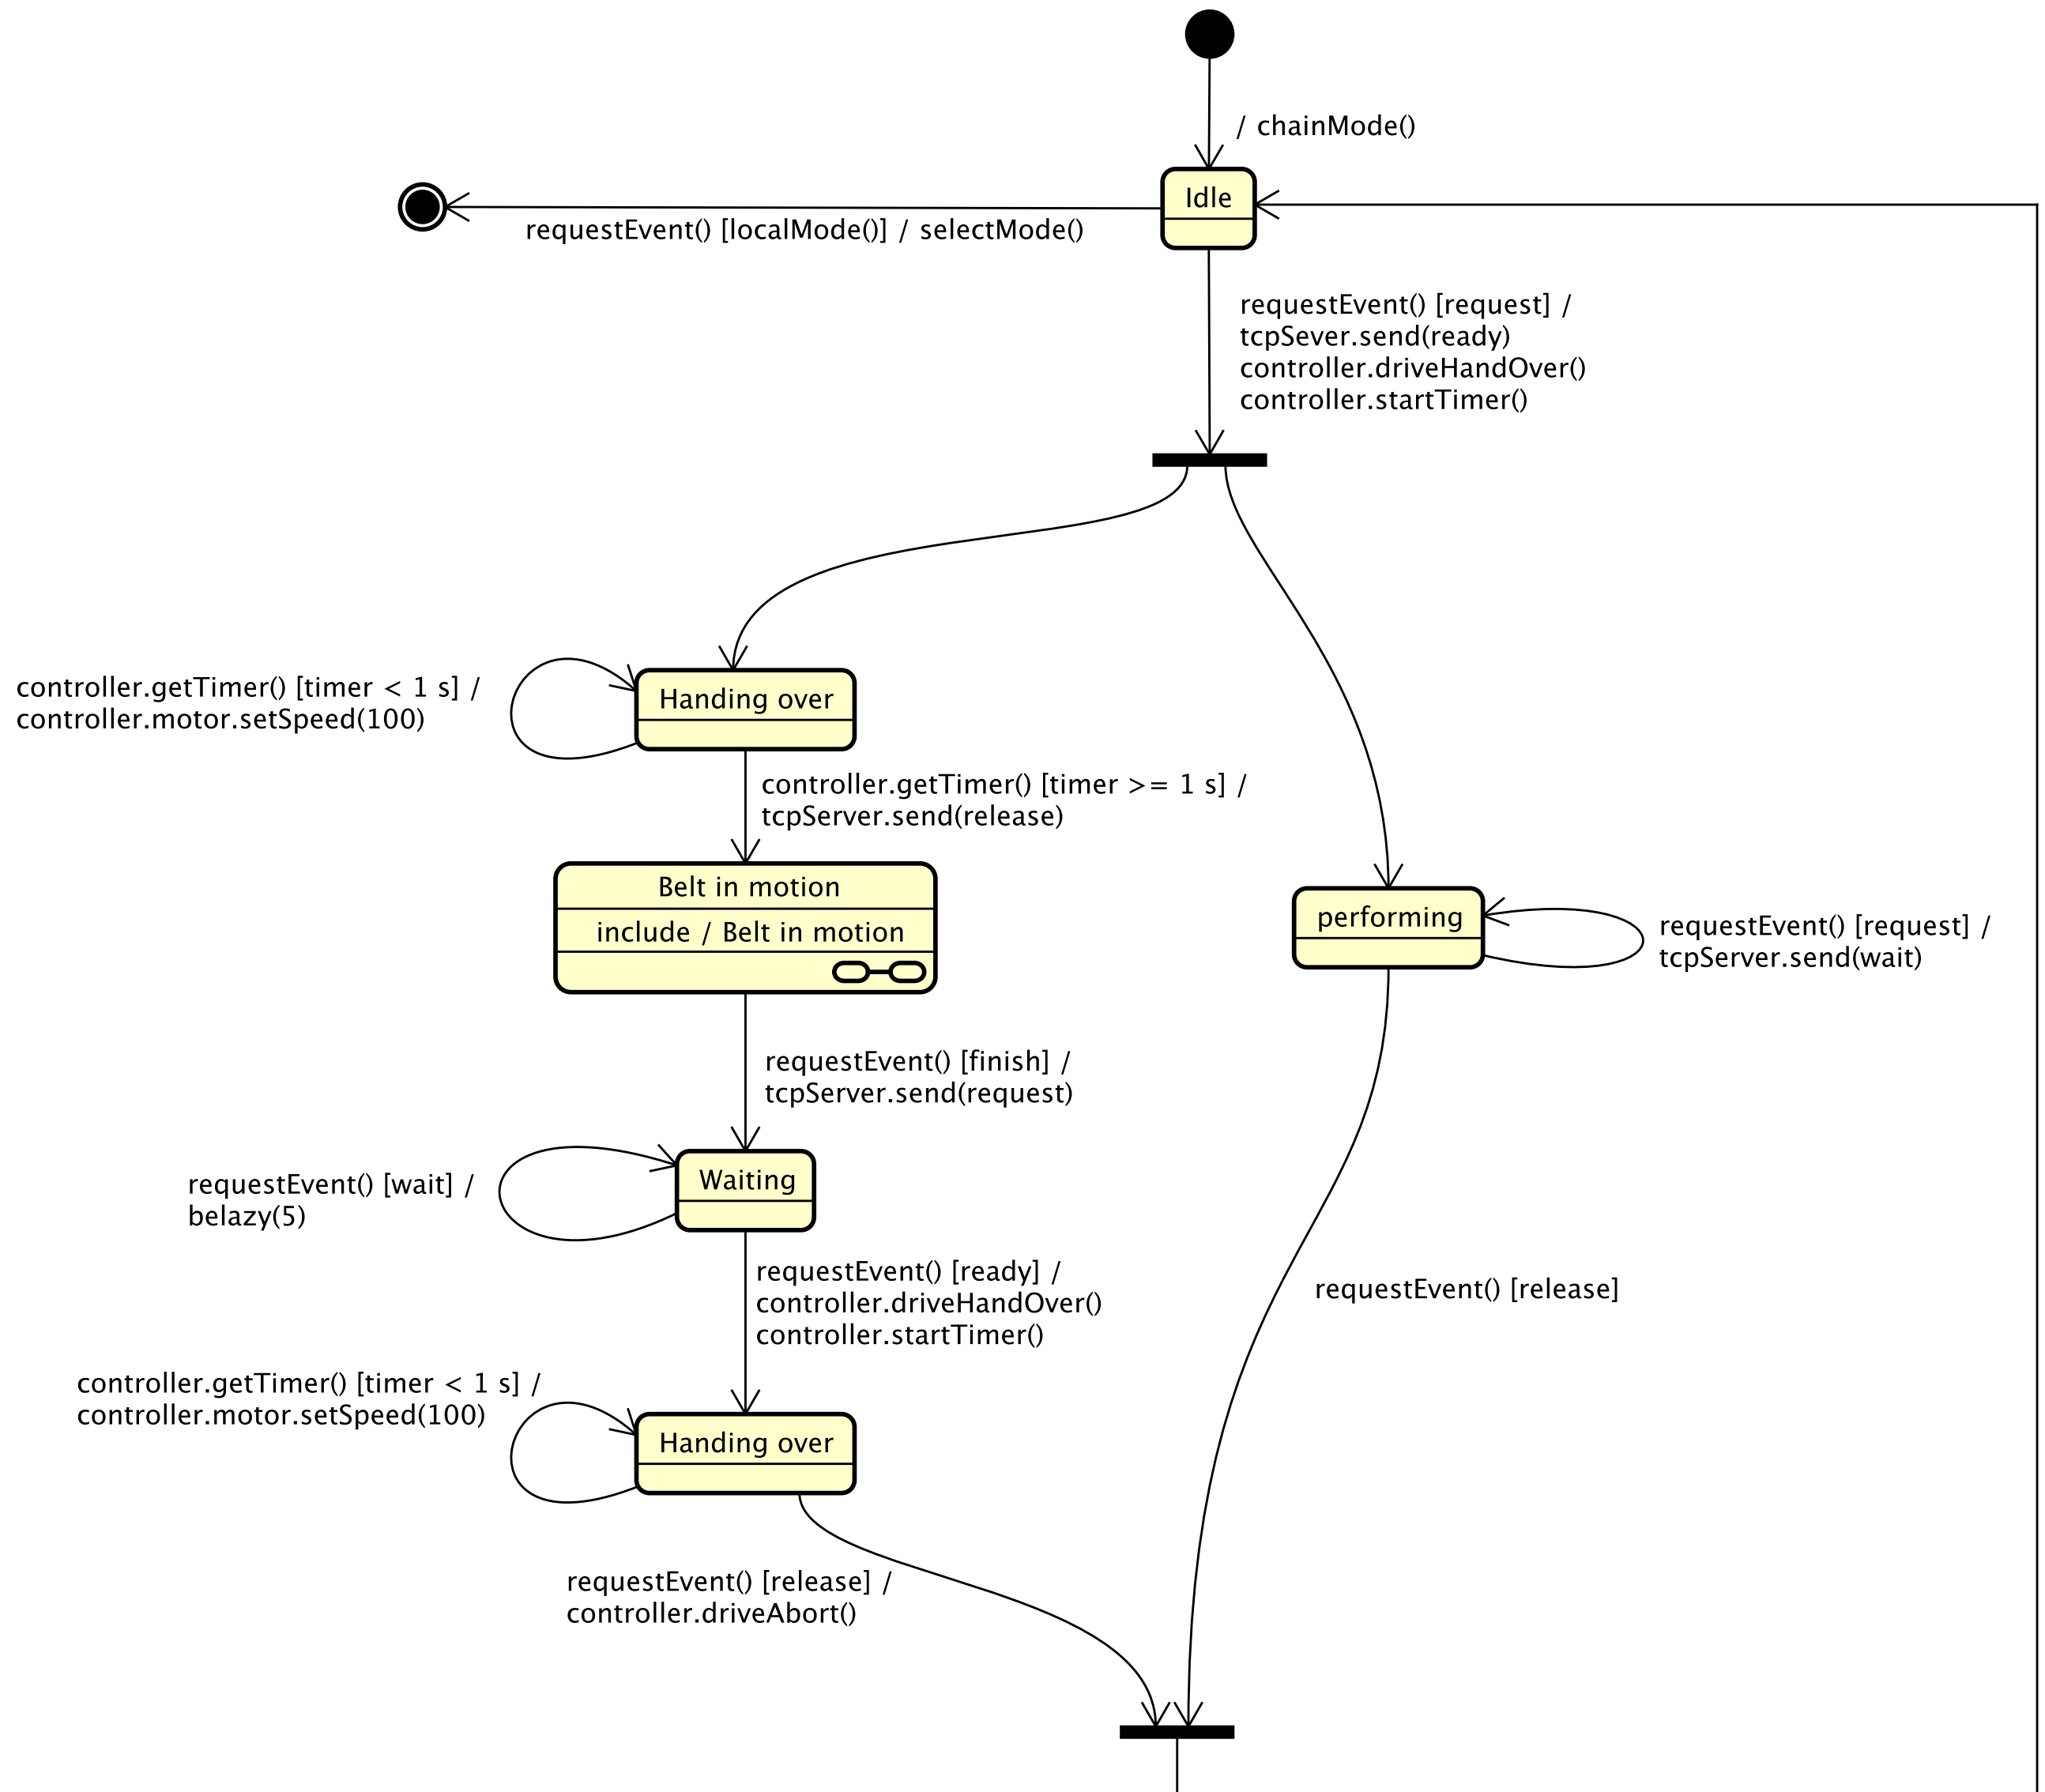 / chainMode()
Idle
requestEvent() [localMode()] / selectMode()
requestEvent() [request] /
tcpSever.send(ready)
controller.driveHandOver()
controller.startTimer()
controller.getTimer() [timer < 1 s] /
controller.motor.setSpeed(100)
Handing over
controller.getTimer() [timer >= 1 s] /
tcpServer.send(release)
Belt in motion
include / Belt in motion
performing
requestEvent() [request] /
tcpServer.send(wait)
requestEvent() [finish] /
tcpServer.send(request)
Waiting
requestEvent() [wait] /
belazy(5)
requestEvent() [ready] /
controller.driveHandOver()
controller.startTimer()
requestEvent() [release]
controller.getTimer() [timer < 1 s] /
controller.motor.setSpeed(100)
Handing over
requestEvent() [release] /
controller.driveAbort()